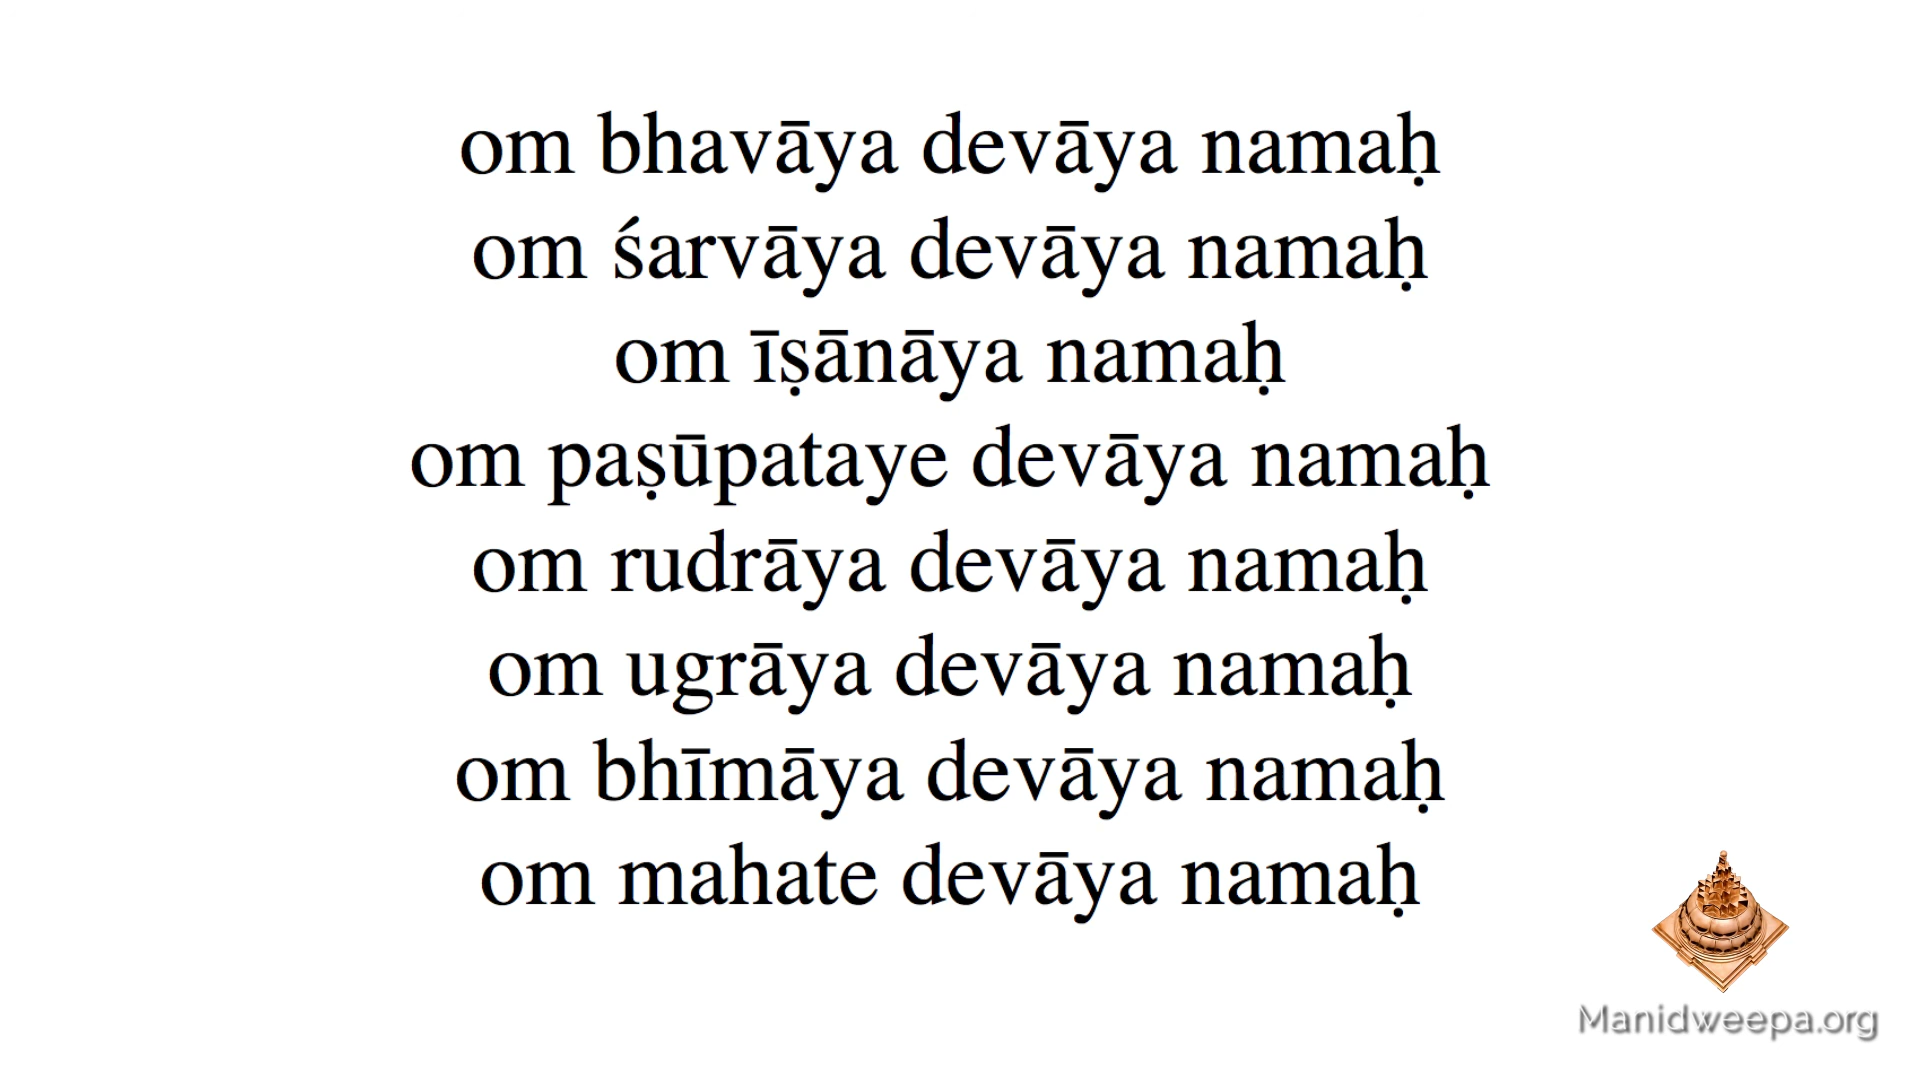 om bhavāya devāya namaḥ
om śarvāya devāya namaḥ
om īṣānāya namaḥ
om paṣūpataye devāya namaḥ
om rudrāya devāya namaḥ
om ugrāya devāya namaḥ
om bhīmāya devāya namaḥ
om mahate devāya namaḥ
Manidweepa.org